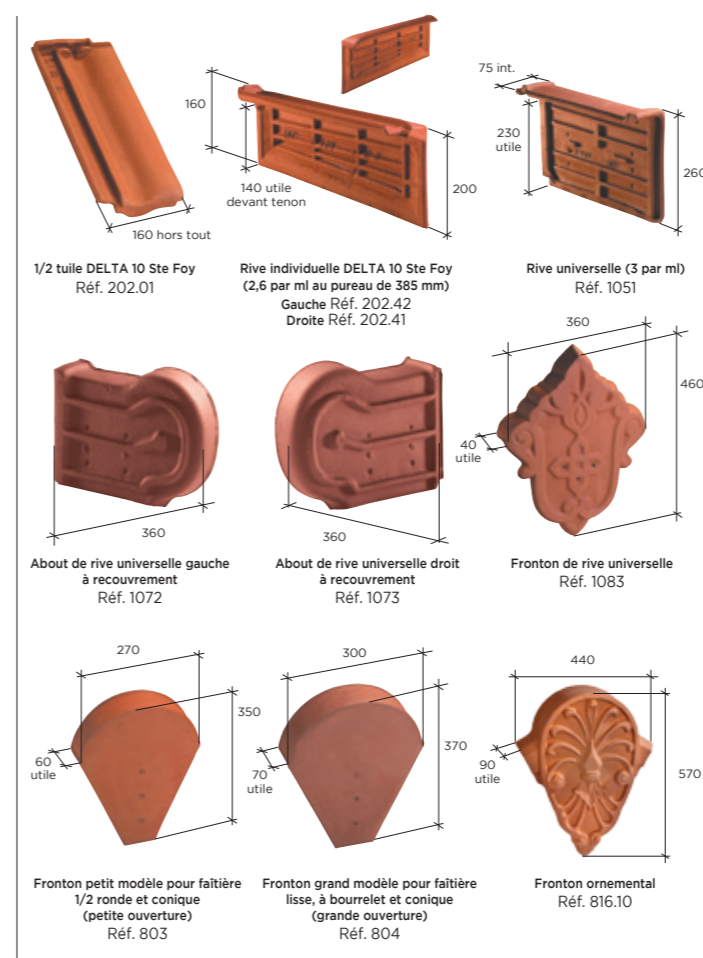 160 hors tout
1/2 tuile DELTA 10 Ste Foy
Réf. 202.01
160
140 utile
devant tenon
200
Rive individuelle DELTA 10 Ste Foy
(2,6 par ml au pureau de 385 mm)
Gauche Réf. 202.42
Droite Réf. 202.41
75 int.
230
utile
260
Rive universelle (3 par ml)
Réf. 1051
360
About de rive universelle gauche
à recouvrement
Réf. 1072
360
About de rive universelle droit
à recouvrement
Réf. 1073
360
460
40
utile
Fronton de rive universelle
Réf. 1083
270
350
60
utile
Fronton petit modèle pour faîtière
1/2 ronde et conique
(petite ouverture)
Réf. 803
300
370
70
utile
Fronton grand modèle pour faîtière
lisse, à bourrelet et conique
(grande ouverture)
Réf. 804
440
90
utile
570
Fronton ornemental
Réf. 816.10